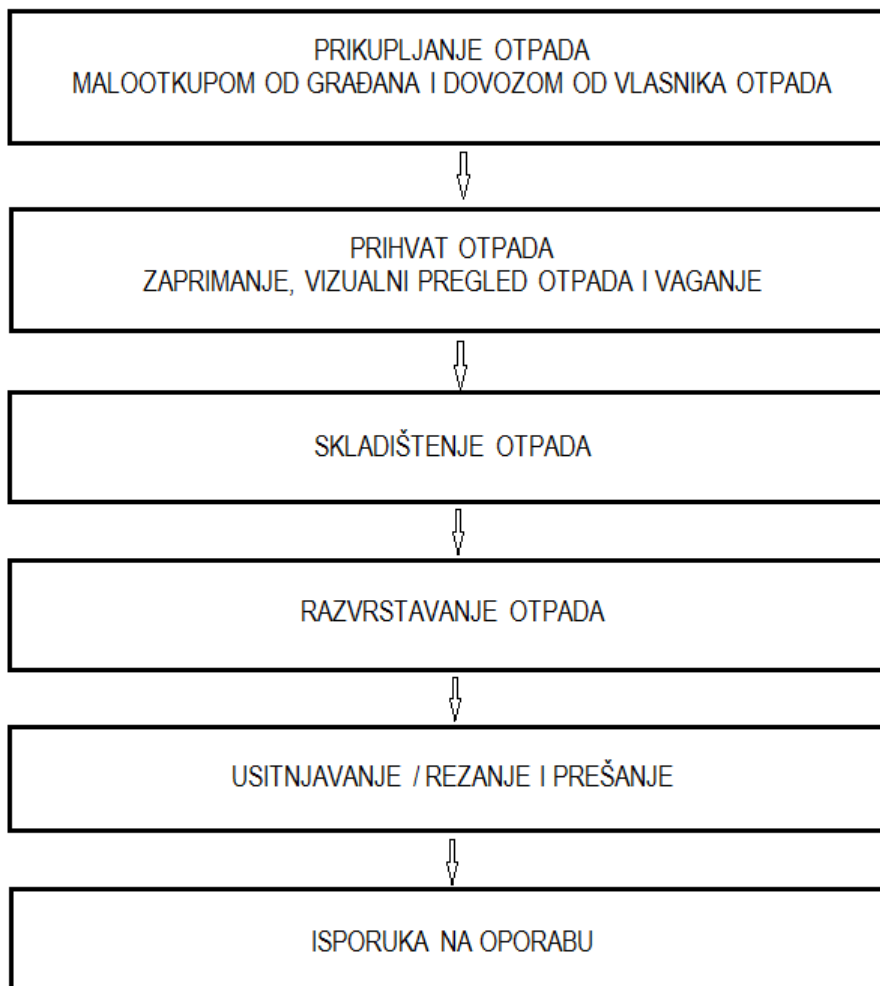 PRIKUPLJANJE OTPADA
MALOOTKUPOM OD GRAĐANA I DOVOZOM OD VLASNIKA OTPADA
PRIHVAT OTPADA
ZAPRIMANJE, VIZUALNI PREGLED OTPADA I VAGANJE
SKLADIŠTENJE OTPADA
RAZVRSTAVANJE OTPADA
USITNJAVANJE / REZANJE I PREŠANJE
ISPORUKA NA OPORABU